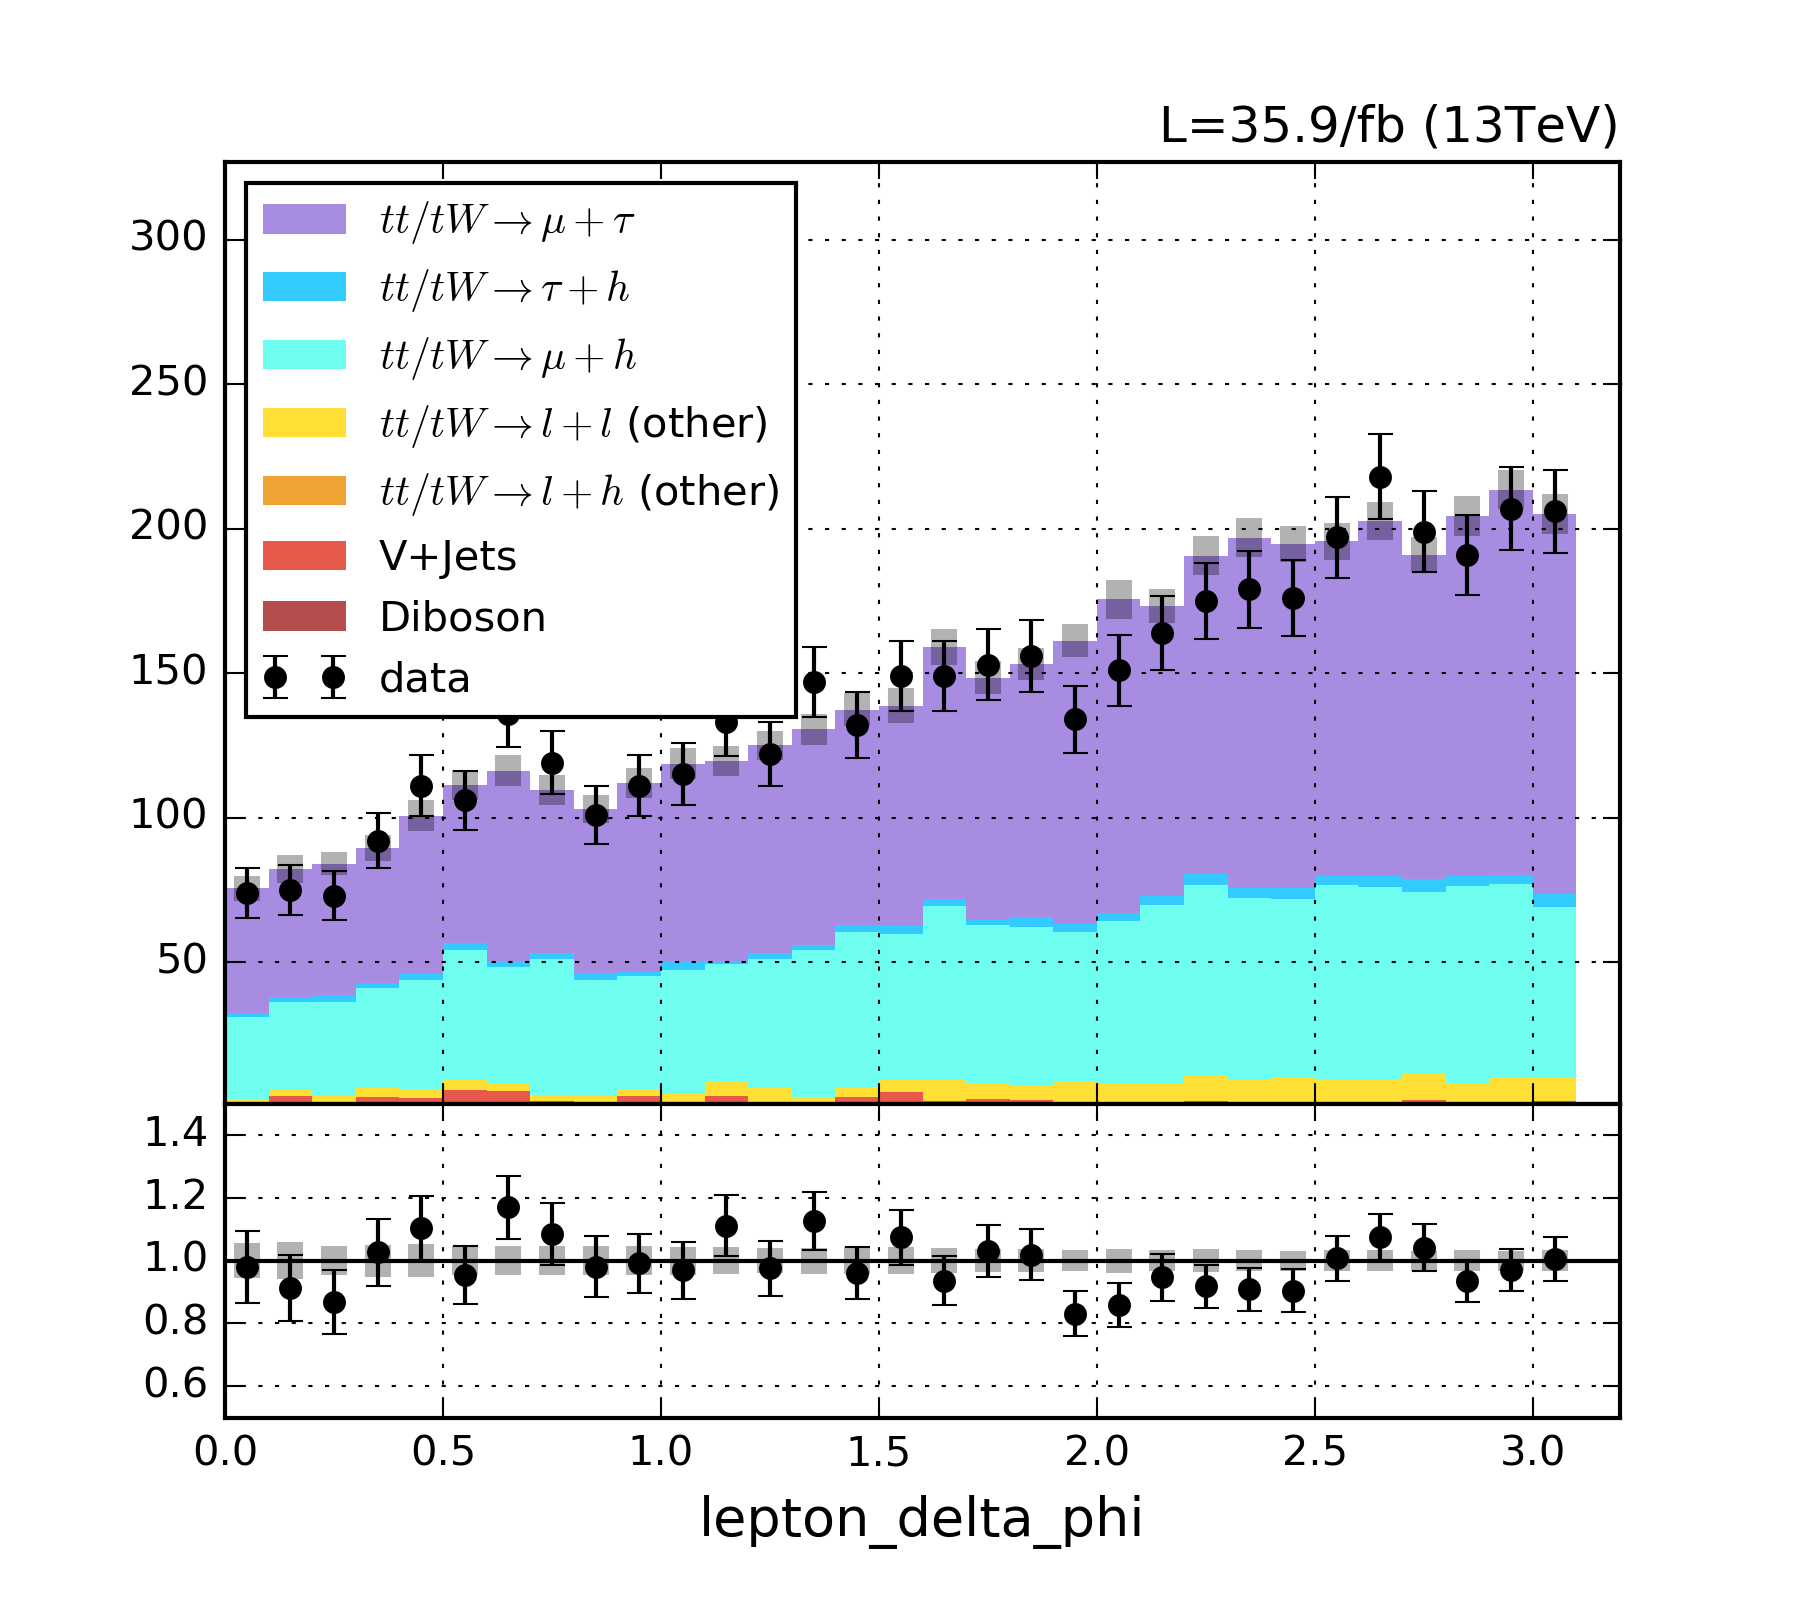 L=35.9/fb (13TeV)
300
250
200
150
100
50
tt/tW→μ+τ
tt/tW→τ+h
tt/tW→μ+h
tt/tW→l+l (other)
tt/tW→l+h (other)
V+Jets
Diboson
data
1.4
1.2
1.0
0.8
0.6
0.0 0.5 1.0 1.5 2.0 2.5 3.0
lepton_delta_phi